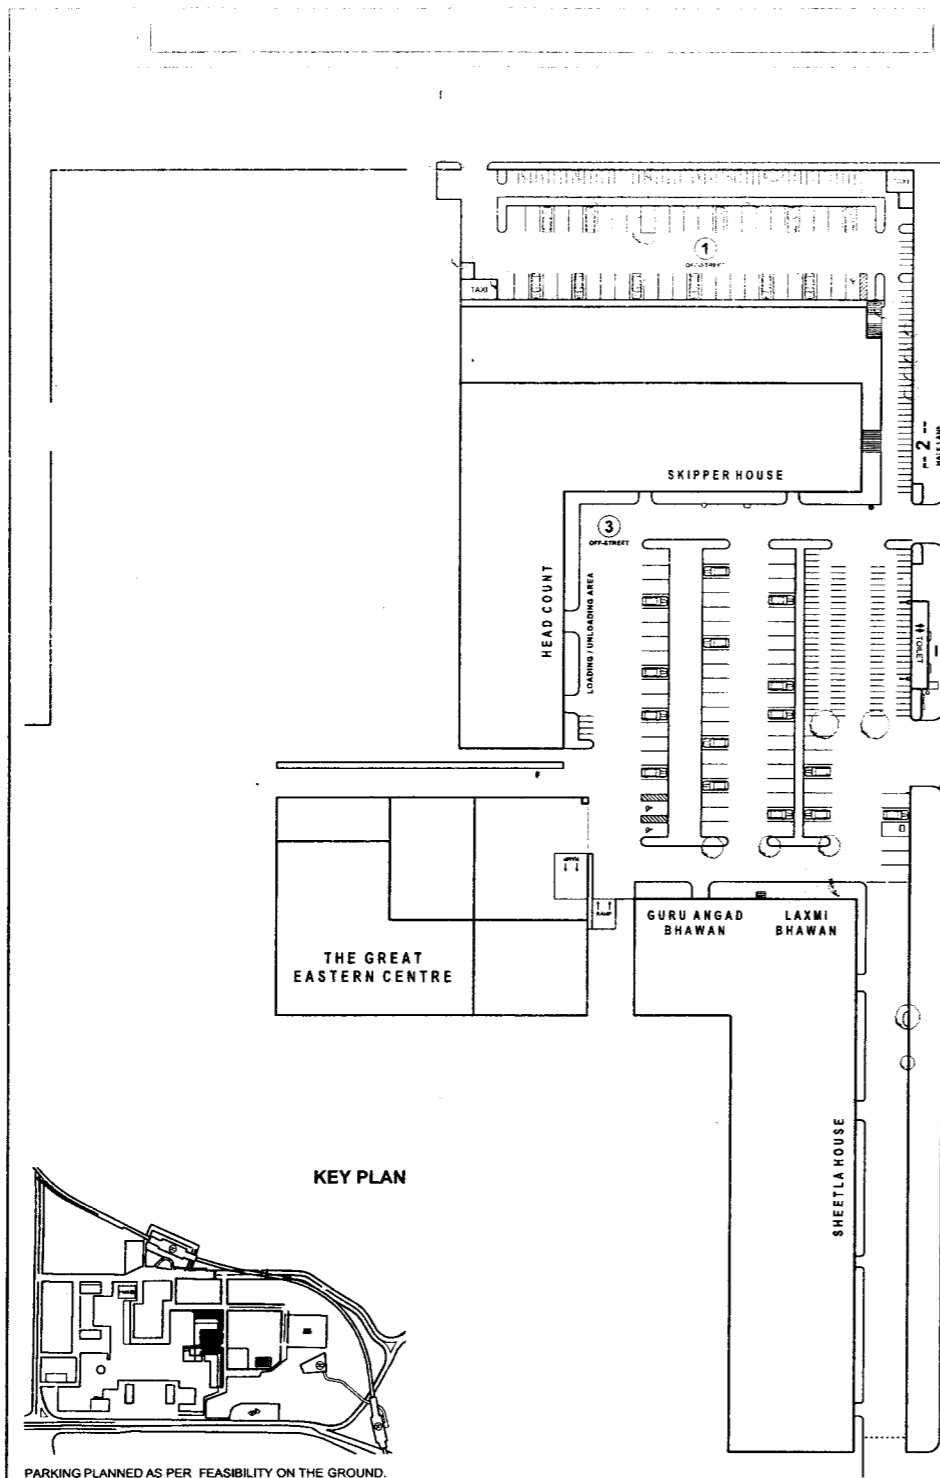 TAXI
1
OFF-STREET
TAXI
2
SKIPPER HOUSE
3
OFF-STREET
HEAD COUNT
LOADING / UNLOADING AREA
TOILET
RAMP
RAMP
GURU ANGAD
BHAWAN
LAXMI
BHAWAN
THE GREAT
EASTERN CENTRE
SHEETLA HOUSE
KEY PLAN
PARKING PLANNED AS PER FEASIBILITY ON THE GROUND.